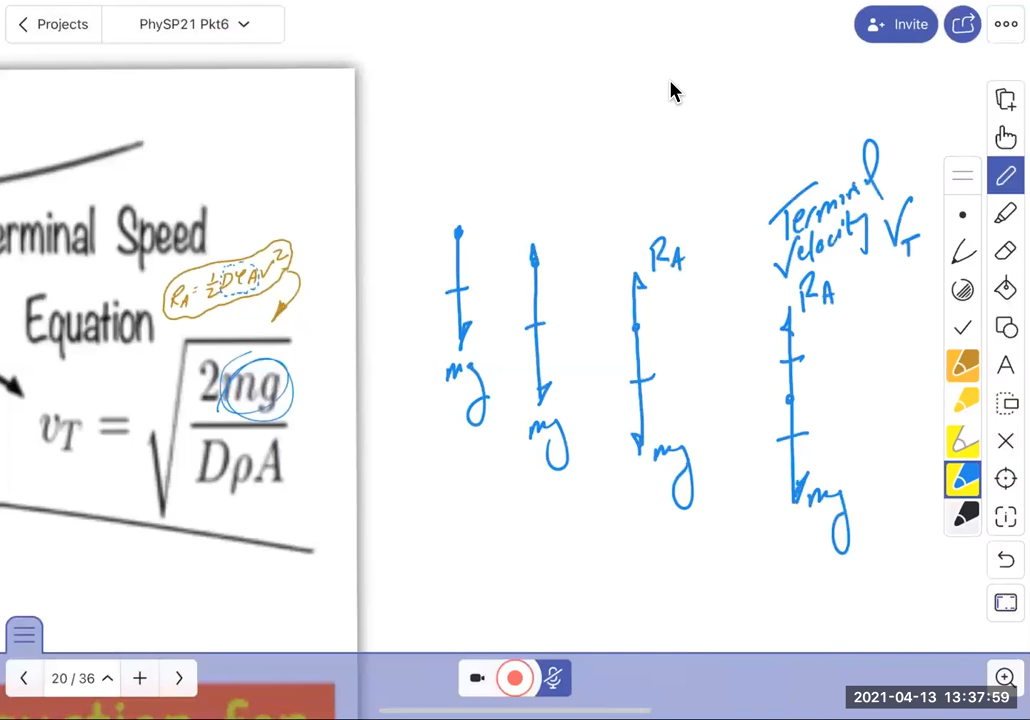 Projects
PhySP21 Pkt6
Invite
erminal Speed
R_A = ½DρAv²
Equation
v_T = √(2mg / DρA)
mg
mg
R_A
mg
Terminal
Velocity V_T
R_A
mg
A
20 / 36
2021-04-13 13:37:59